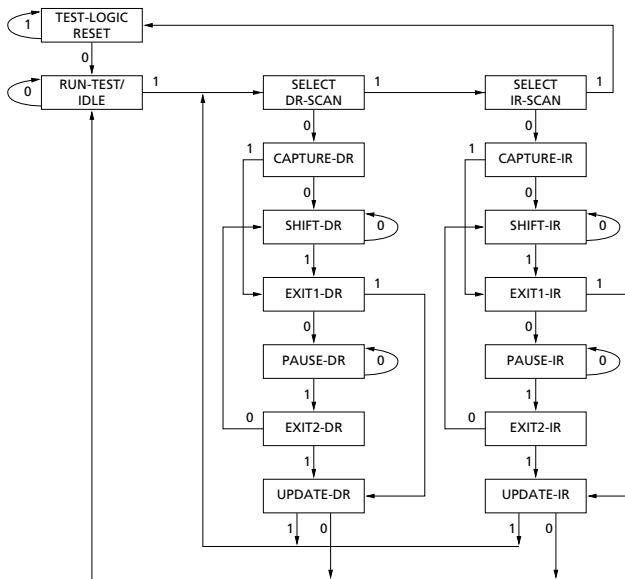 1
TEST-LOGIC
RESET
0
0
RUN-TEST/
IDLE
1
SELECT
DR-SCAN
1
SELECT
IR-SCAN
1
0
0
1
CAPTURE-DR
1
CAPTURE-IR
0
0
SHIFT-DR
0
SHIFT-IR
0
1
1
EXIT1-DR
1
EXIT1-IR
1
0
0
PAUSE-DR
0
PAUSE-IR
0
1
1
0
EXIT2-DR
0
EXIT2-IR
1
1
UPDATE-DR
UPDATE-IR
1
0
1
0